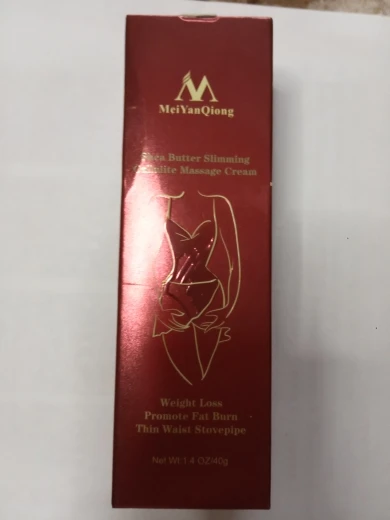 MeiYanQiong
Shea Butter Slimming
Cellulite Massage Cream
Weight Loss
Promote Fat Burn
Thin Waist Stovepipe
Net Wt:1.4 OZ/40g